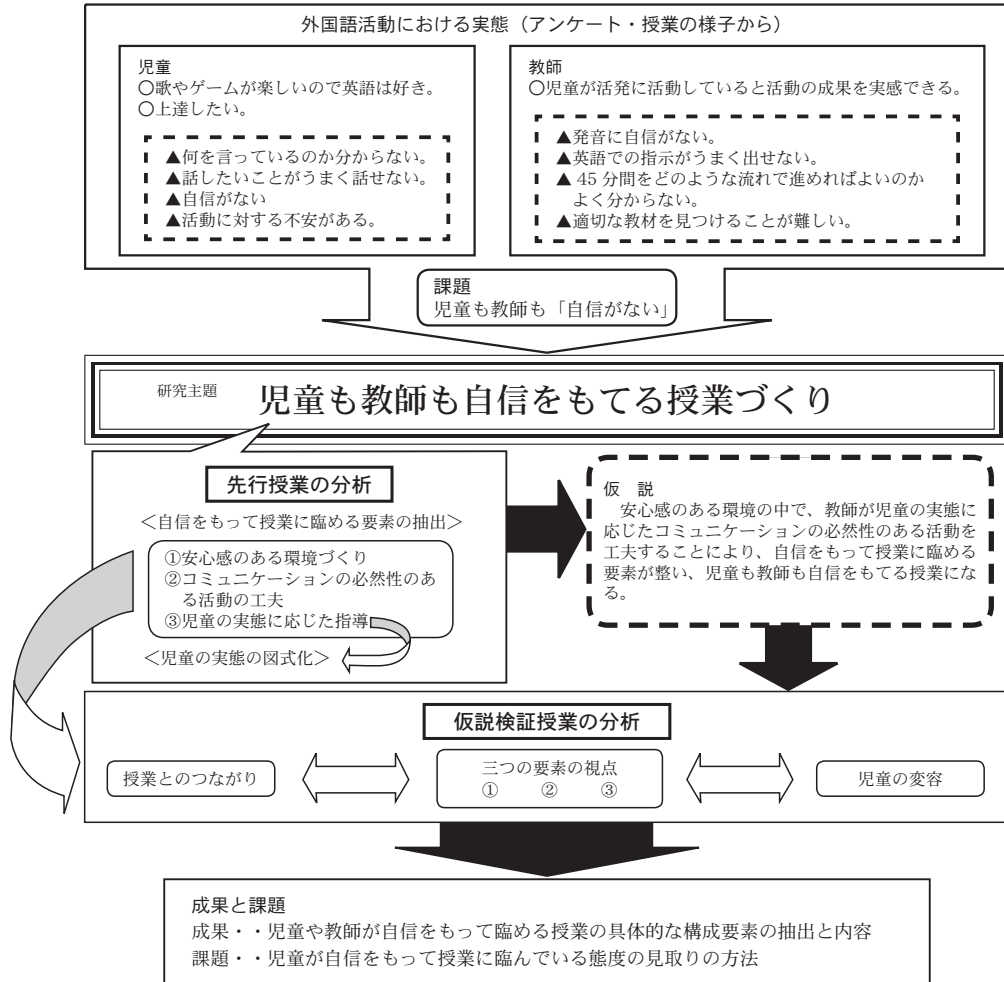 外国語活動における実態（アンケート・授業の様子から）
児童
○歌やゲームが楽しいので英語は好き。
○上達したい。
▲何を言っているのか分からない。
▲話したいことがうまく話せない。
▲自信がない
▲活動に対する不安がある。
教師
○児童が活発に活動していると活動の成果を実感できる。
▲発音に自信がない。
▲英語での指示がうまく出せない。
▲ 45 分間をどのような流れで進めればよいのか
よく分からない。
▲適切な教材を見つけることが難しい。
課題
児童も教師も「自信がない」
研究主題 児童も教師も自信をもてる授業づくり
先行授業の分析
＜自信をもって授業に臨める要素の抽出＞
①安心感のある環境づくり
②コミュニケーションの必然性のあ
る活動の工夫
③児童の実態に応じた指導
＜児童の実態の図式化＞
仮　説
安心感のある環境の中で、教師が児童の実態に
応じたコミュニケーションの必然性のある活動を
工夫することにより、自信をもって授業に臨める
要素が整い、児童も教師も自信をもてる授業にな
る。
仮説検証授業の分析
授業とのつながり
三つの要素の視点
①　②　③
児童の変容
成果と課題
成果・・児童や教師が自信をもって臨める授業の具体的な構成要素の抽出と内容
課題・・児童が自信をもって授業に臨んでいる態度の見取りの方法